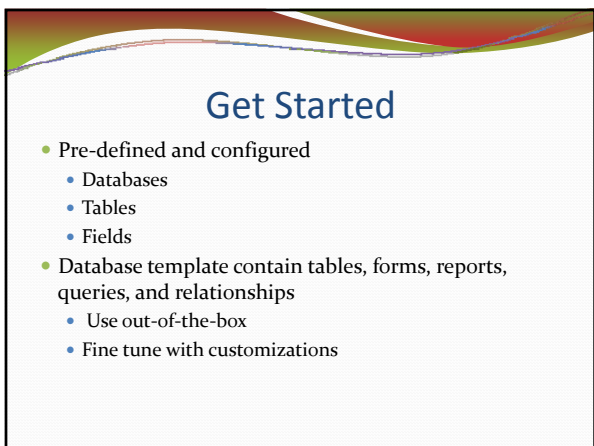 Get Started
• Pre-defined and configured
• Databases
• Tables
• Fields
• Database template contain tables, forms, reports,
queries, and relationships
• Use out-of-the-box
• Fine tune with customizations